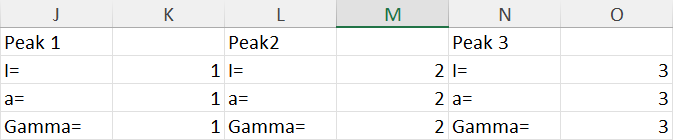 J K L M N O
Peak 1 Peak2 Peak 3
I= 1 I= 2 I= 3
a= 1 a= 2 a= 3
Gamma= 1 Gamma= 2 Gamma= 3